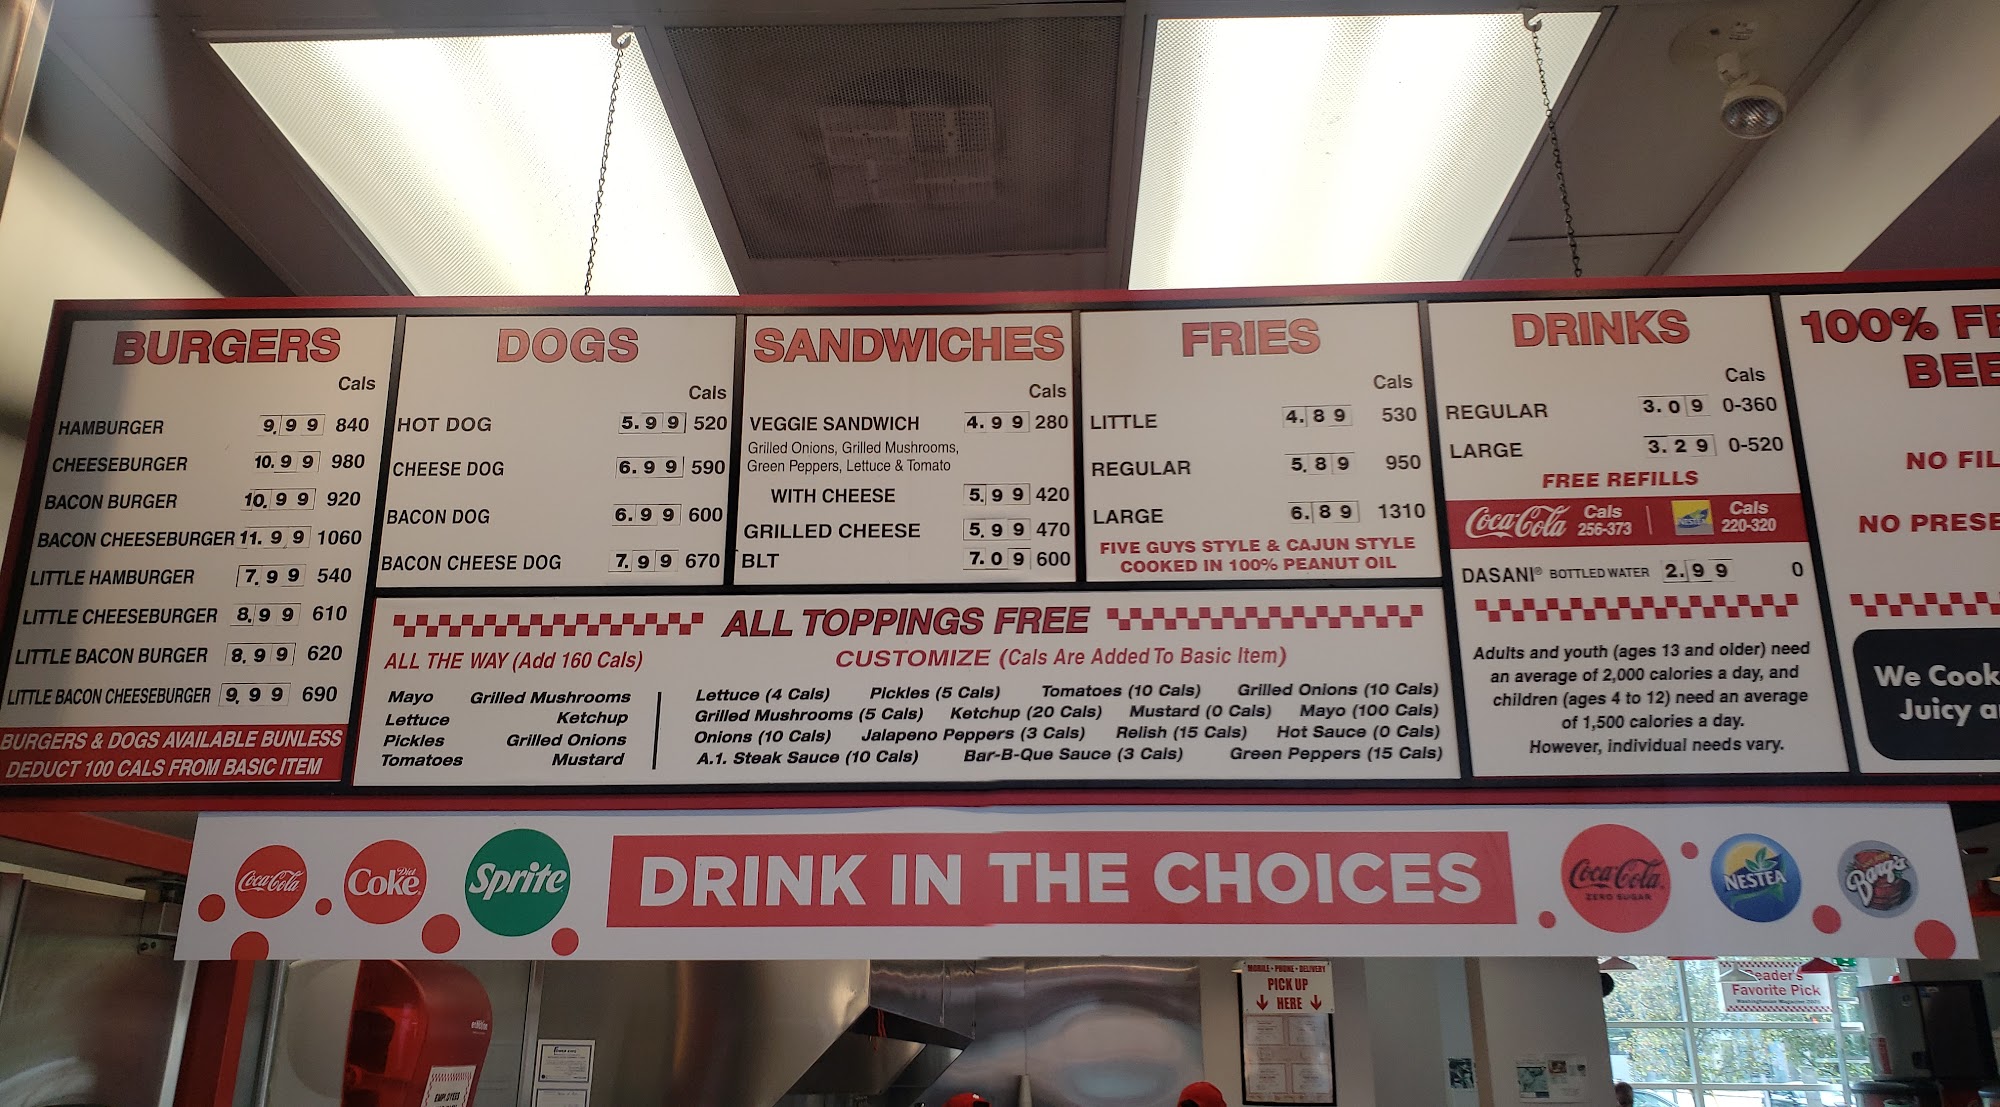 BURGERS
Cals
HAMBURGER 9.99 840
CHEESEBURGER 10.99 980
BACON BURGER 10.99 920
BACON CHEESEBURGER 11.99 1060
LITTLE HAMBURGER 7.99 540
LITTLE CHEESEBURGER 8.99 610
LITTLE BACON BURGER 8.99 620
LITTLE BACON CHEESEBURGER 9.99 690
BURGERS & DOGS AVAILABLE BUNLESS
DEDUCT 100 CALS FROM BASIC ITEM
DOGS
Cals
HOT DOG 5.99 520
CHEESE DOG 6.99 590
BACON DOG 6.99 600
BACON CHEESE DOG 7.99 670
SANDWICHES
Cals
VEGGIE SANDWICH 4.99 280
Grilled Onions, Grilled Mushrooms,
Green Peppers, Lettuce & Tomato
WITH CHEESE 5.99 420
GRILLED CHEESE 5.99 470
BLT 7.09 600
FRIES
Cals
LITTLE 4.89 530
REGULAR 5.89 950
LARGE 6.89 1310
FIVE GUYS STYLE & CAJUN STYLE
COOKED IN 100% PEANUT OIL
DRINKS
Cals
REGULAR 3.09 0-360
LARGE 3.29 0-520
FREE REFILLS
Coca-Cola Cals 256-373 NESTEA Cals 220-320
DASANI® BOTTLED WATER 2.99 0
Adults and youth (ages 13 and older) need
an average of 2,000 calories a day, and
children (ages 4 to 12) need an average
of 1,500 calories a day.
However, individual needs vary.
100% F
BEE
NO FIL
NO PRESE
We Cook
Juicy a
ALL TOPPINGS FREE
ALL THE WAY (Add 160 Cals)
Mayo Grilled Mushrooms
Lettuce Ketchup
Pickles Grilled Onions
Tomatoes Mustard
CUSTOMIZE (Cals Are Added To Basic Item)
Lettuce (4 Cals) Pickles (5 Cals) Tomatoes (10 Cals) Grilled Onions (10 Cals)
Grilled Mushrooms (5 Cals) Ketchup (20 Cals) Mustard (0 Cals) Mayo (100 Cals)
Onions (10 Cals) Jalapeno Peppers (3 Cals) Relish (15 Cals) Hot Sauce (0 Cals)
A.1. Steak Sauce (10 Cals) Bar-B-Que Sauce (3 Cals) Green Peppers (15 Cals)
Coca-Cola Diet Coke Sprite DRINK IN THE CHOICES Coca-Cola ZERO SUGAR NESTEA Barq's
MOBILE • PHONE • DELIVERY
PICK UP
HERE
Reader's
Favorite Pick
EMPLOYEES